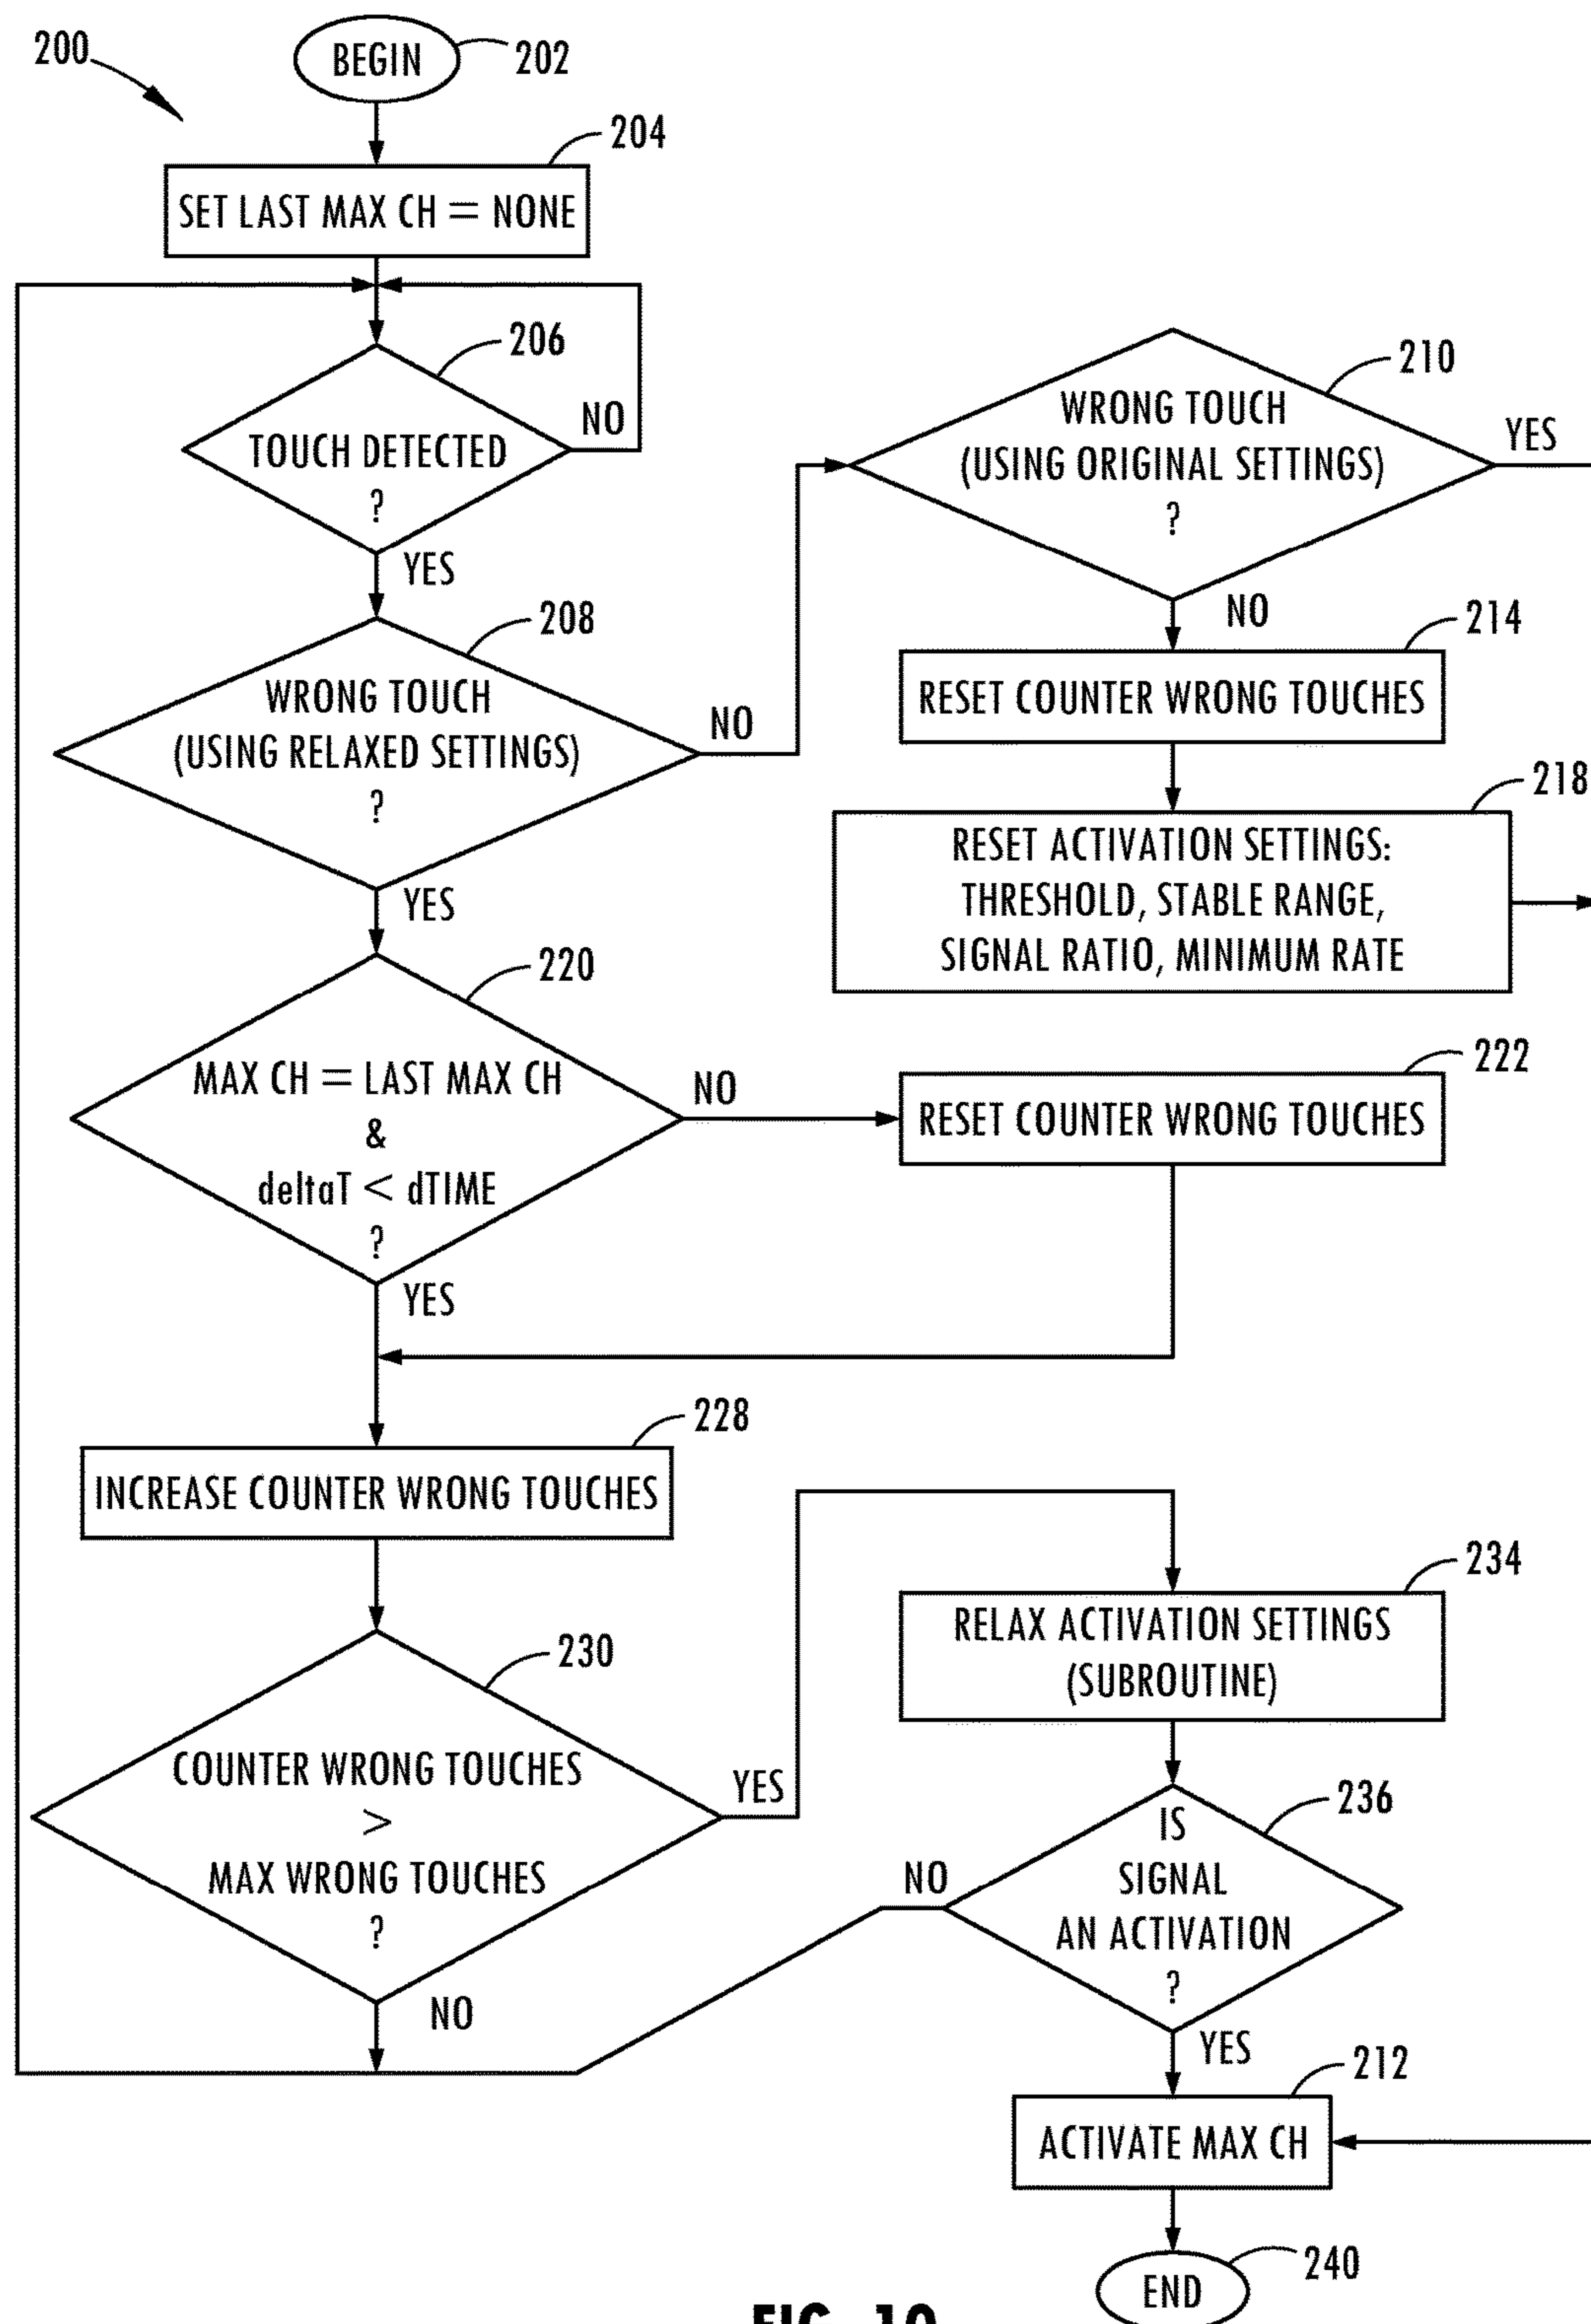 200
BEGIN
202
204
SET LAST MAX CH = NONE
206
TOUCH DETECTED
?
NO
YES
208
WRONG TOUCH
(USING RELAXED SETTINGS)
?
NO
YES
210
WRONG TOUCH
(USING ORIGINAL SETTINGS)
?
YES
NO
214
RESET COUNTER WRONG TOUCHES
218
RESET ACTIVATION SETTINGS:
THRESHOLD, STABLE RANGE,
SIGNAL RATIO, MINIMUM RATE
220
MAX CH = LAST MAX CH
&
deltaT < dTIME
?
NO
YES
222
RESET COUNTER WRONG TOUCHES
228
INCREASE COUNTER WRONG TOUCHES
230
COUNTER WRONG TOUCHES
>
MAX WRONG TOUCHES
?
YES
NO
234
RELAX ACTIVATION SETTINGS
(SUBROUTINE)
236
IS
SIGNAL
AN ACTIVATION
?
NO
YES
212
ACTIVATE MAX CH
END
240
FIG. 10